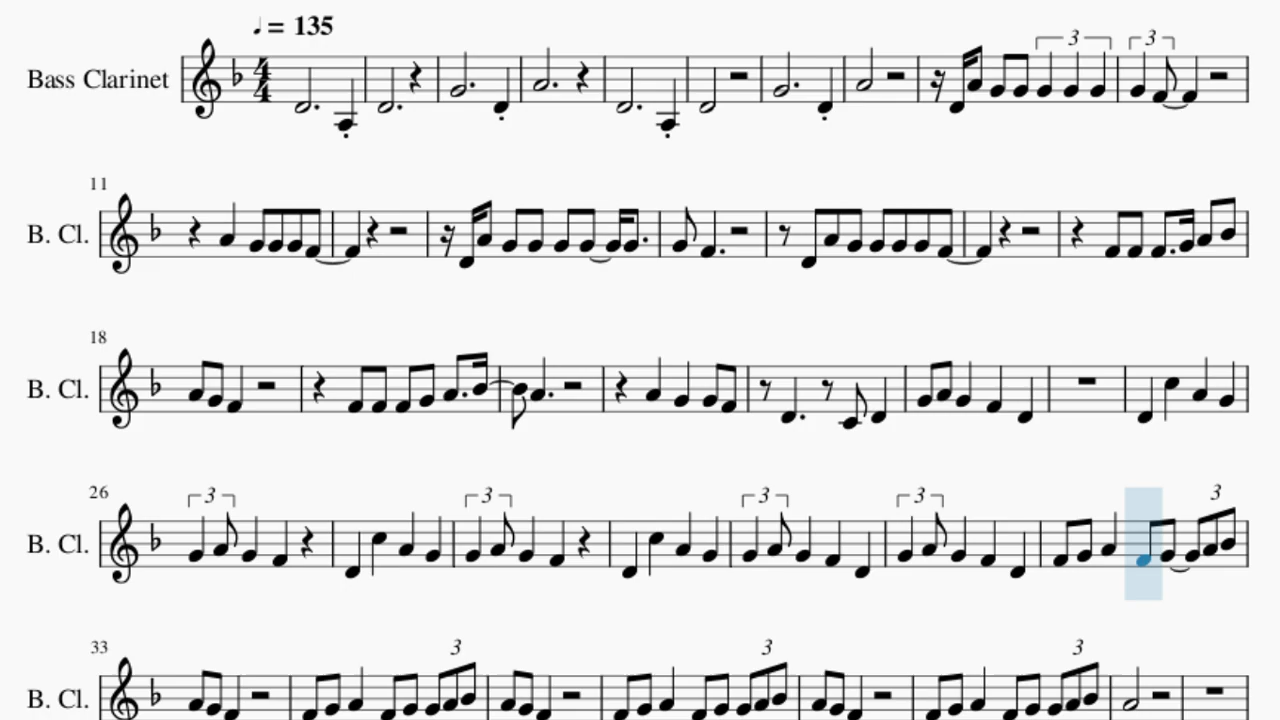 ♩ = 135
Bass Clarinet
4
4
3 3
11
B. Cl.
18
B. Cl.
26
3 3 3 3 3
B. Cl.
33
3 3 3
B. Cl.